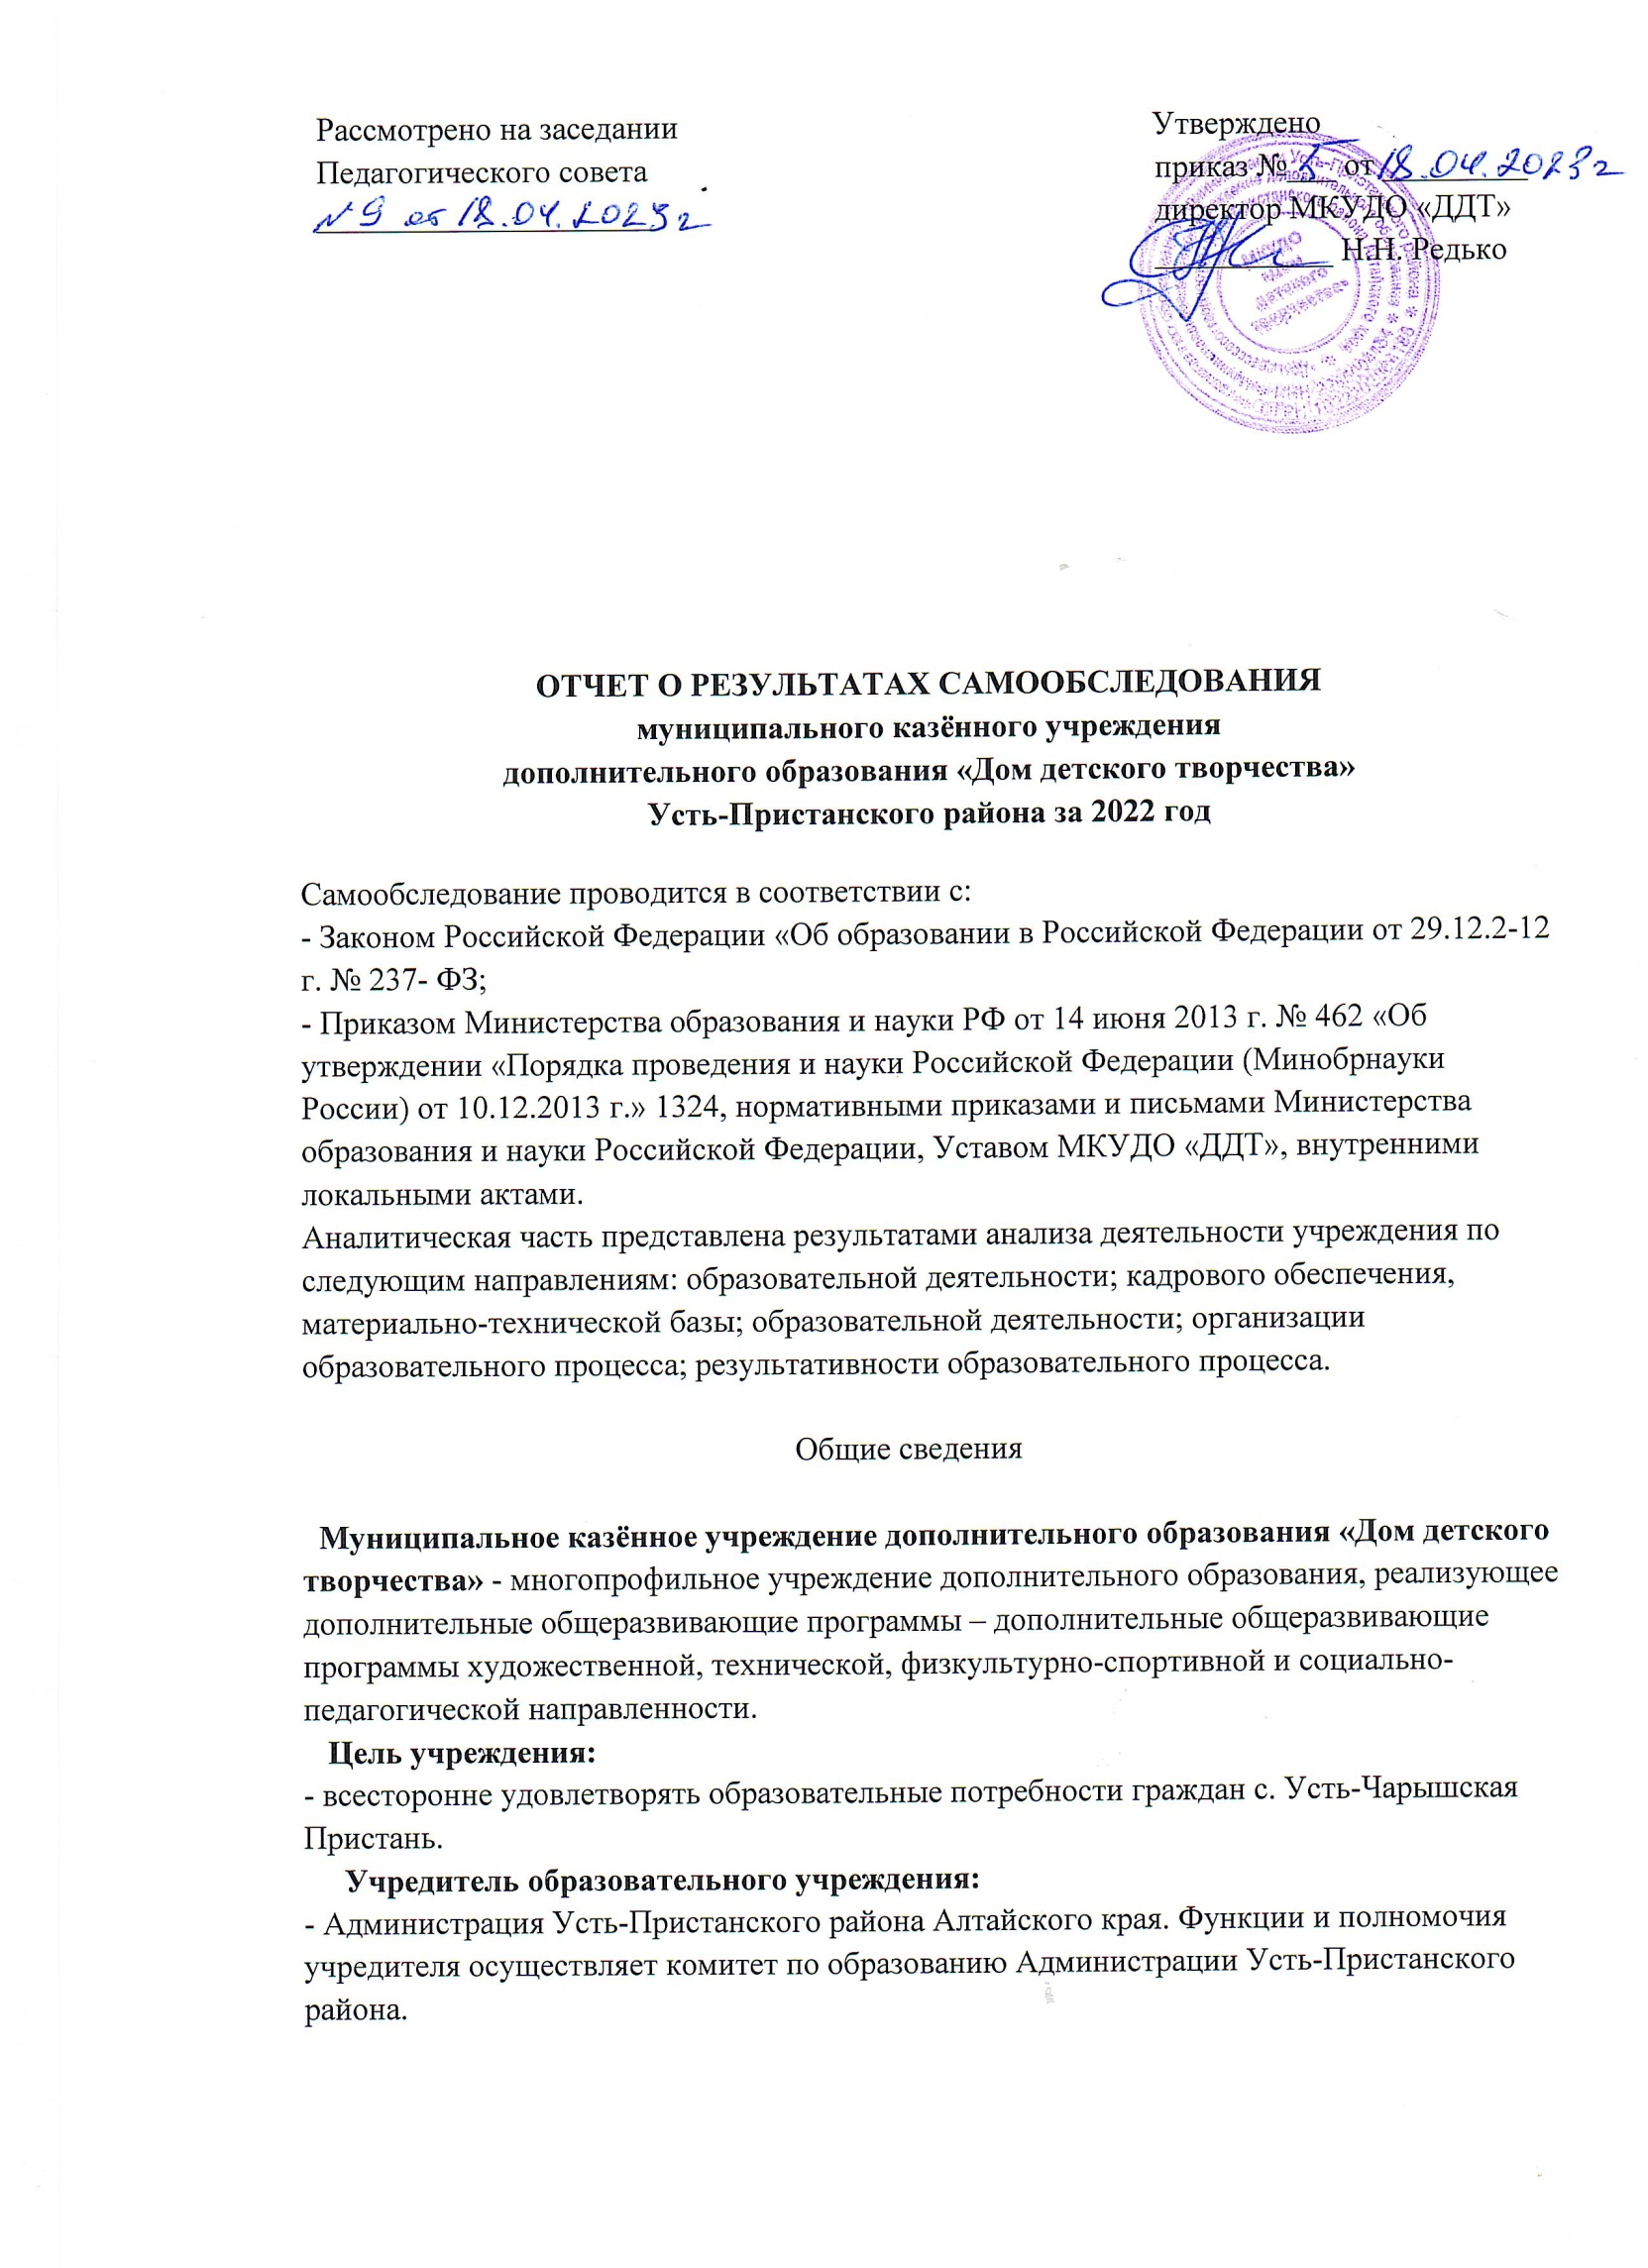 Рассмотрено на заседании
Педагогического совета
№ 9 от 18.04.2023г
Утверждено
приказ № 5 от 18.04.2023г
директор МКУДО «ДДТ»
Н.Н. Редько
МКУДО
«Дом
детского
творчества»
ОТЧЕТ О РЕЗУЛЬТАТАХ САМООБСЛЕДОВАНИЯ
муниципального казённого учреждения
дополнительного образования «Дом детского творчества»
Усть-Пристанского района за 2022 год
Самообследование проводится в соответствии с:
- Законом Российской Федерации «Об образовании в Российской Федерации от 29.12.2-12
г. № 237- ФЗ;
- Приказом Министерства образования и науки РФ от 14 июня 2013 г. № 462 «Об
утверждении «Порядка проведения и науки Российской Федерации (Минобрнауки
России) от 10.12.2013 г.» 1324, нормативными приказами и письмами Министерства
образования и науки Российской Федерации, Уставом МКУДО «ДДТ», внутренними
локальными актами.
Аналитическая часть представлена результатами анализа деятельности учреждения по
следующим направлениям: образовательной деятельности; кадрового обеспечения,
материально-технической базы; образовательной деятельности; организации
образовательного процесса; результативности образовательного процесса.
Общие сведения
Муниципальное казённое учреждение дополнительного образования «Дом детского
творчества» - многопрофильное учреждение дополнительного образования, реализующее
дополнительные общеразвивающие программы – дополнительные общеразвивающие
программы художественной, технической, физкультурно-спортивной и социально-
педагогической направленности.
Цель учреждения:
- всесторонне удовлетворять образовательные потребности граждан с. Усть-Чарышская
Пристань.
Учредитель образовательного учреждения:
- Администрация Усть-Пристанского района Алтайского края. Функции и полномочия
учредителя осуществляет комитет по образованию Администрации Усть-Пристанского
района.